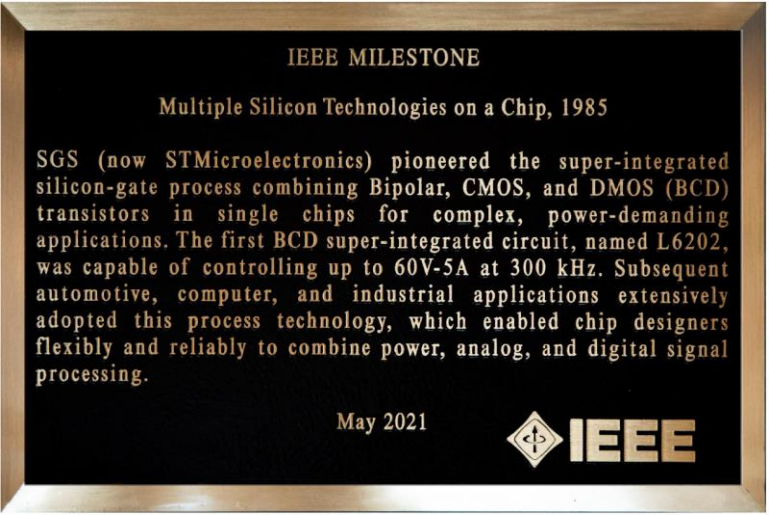 IEEE MILESTONE
Multiple Silicon Technologies on a Chip, 1985
SGS (now STMicroelectronics) pioneered the super-integrated
silicon-gate process combining Bipolar, CMOS, and DMOS (BCD)
transistors in single chips for complex, power-demanding
applications. The first BCD super-integrated circuit, named L6202,
was capable of controlling up to 60V-5A at 300 kHz. Subsequent
automotive, computer, and industrial applications extensively
adopted this process technology, which enabled chip designers
flexibly and reliably to combine power, analog, and digital signal
processing.
May 2021
IEEE